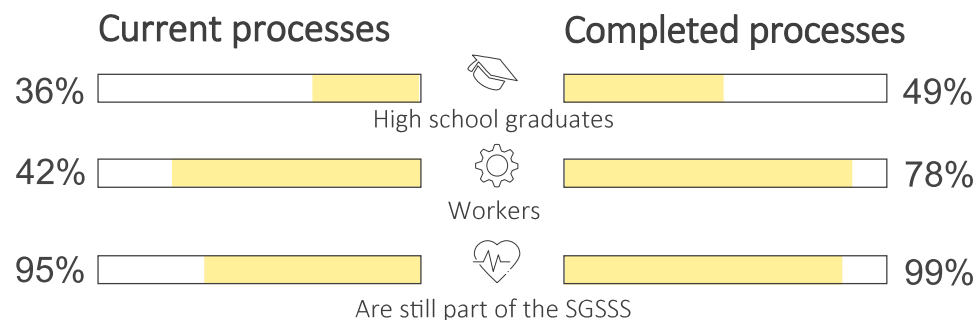 Current processes
Completed processes
36%
49%
High school graduates
42%
78%
Workers
95%
99%
Are still part of the SGSSS